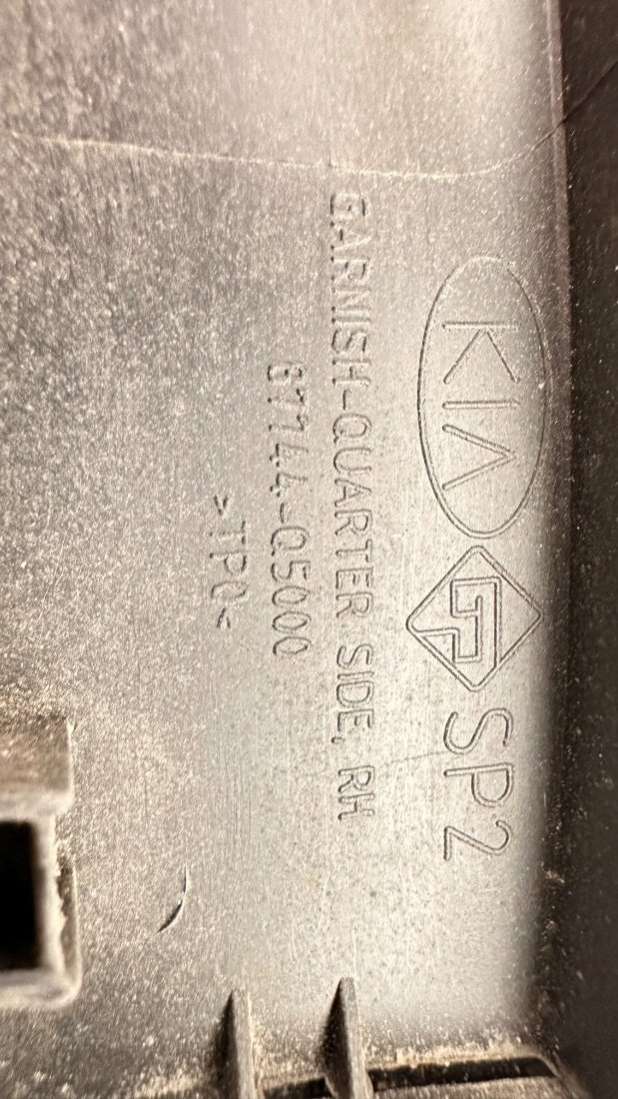 KIA SP2
GARNISH-QUARTER SIDE, RH
87744-Q5000
>TPO<